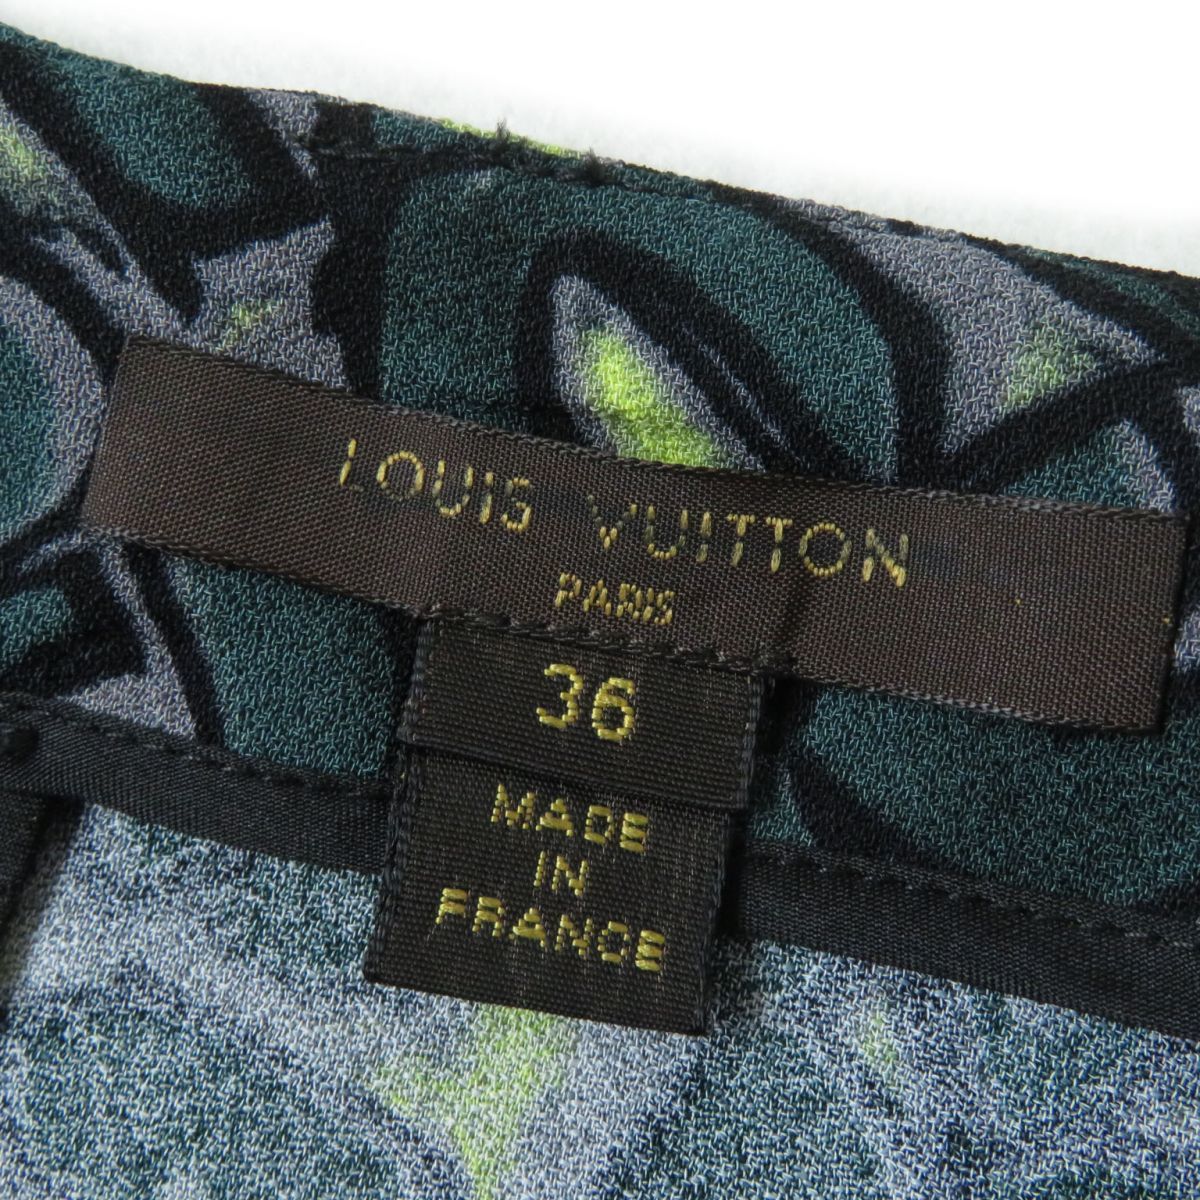 LOUIS VUITTON
PARIS
36
MADE
IN
FRANCE